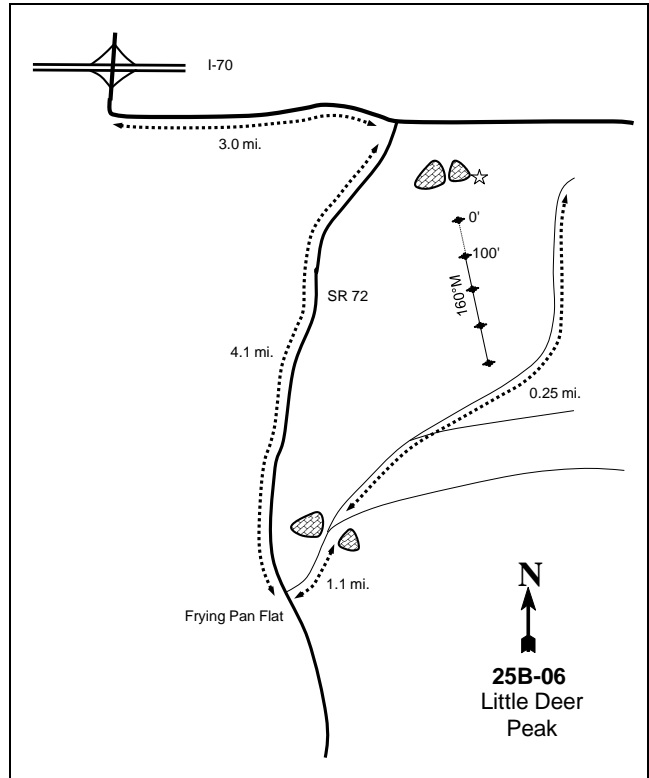 I-70
3.0 mi.
0'
100'
160°M
SR 72
4.1 mi.
0.25 mi.
1.1 mi.
Frying Pan Flat
N
25B-06
Little Deer
Peak